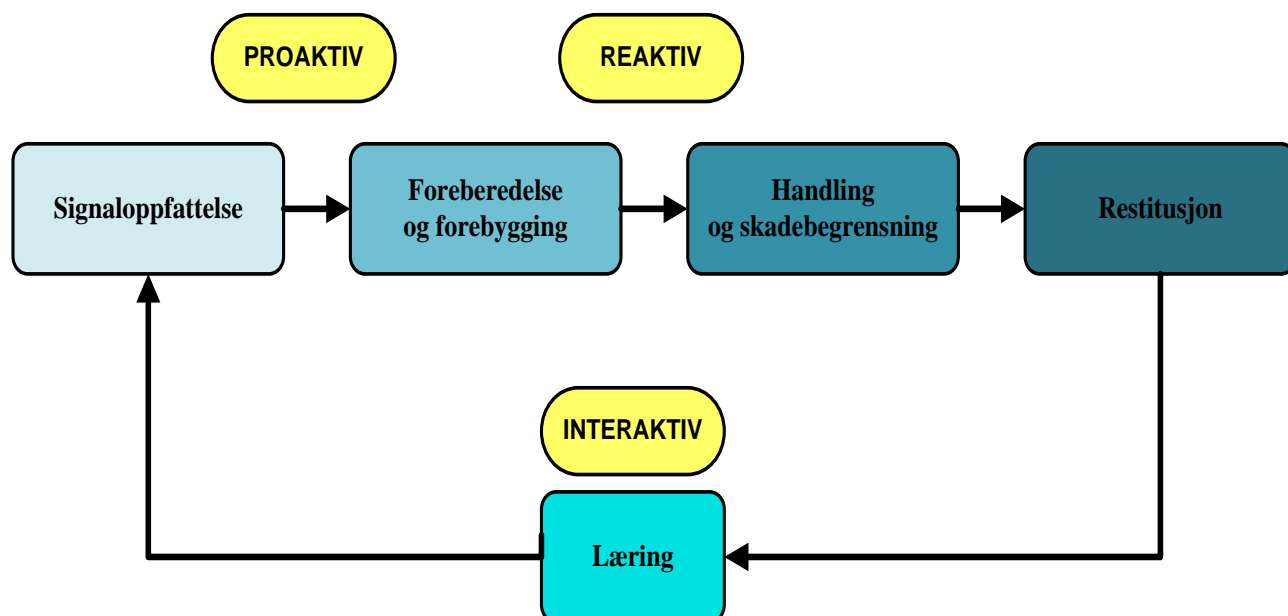 PROAKTIV
REAKTIV
Signaloppfattelse
Foreberedelse
og forebygging
Handling
og skadebegrensning
Restitusjon
INTERAKTIV
Læring